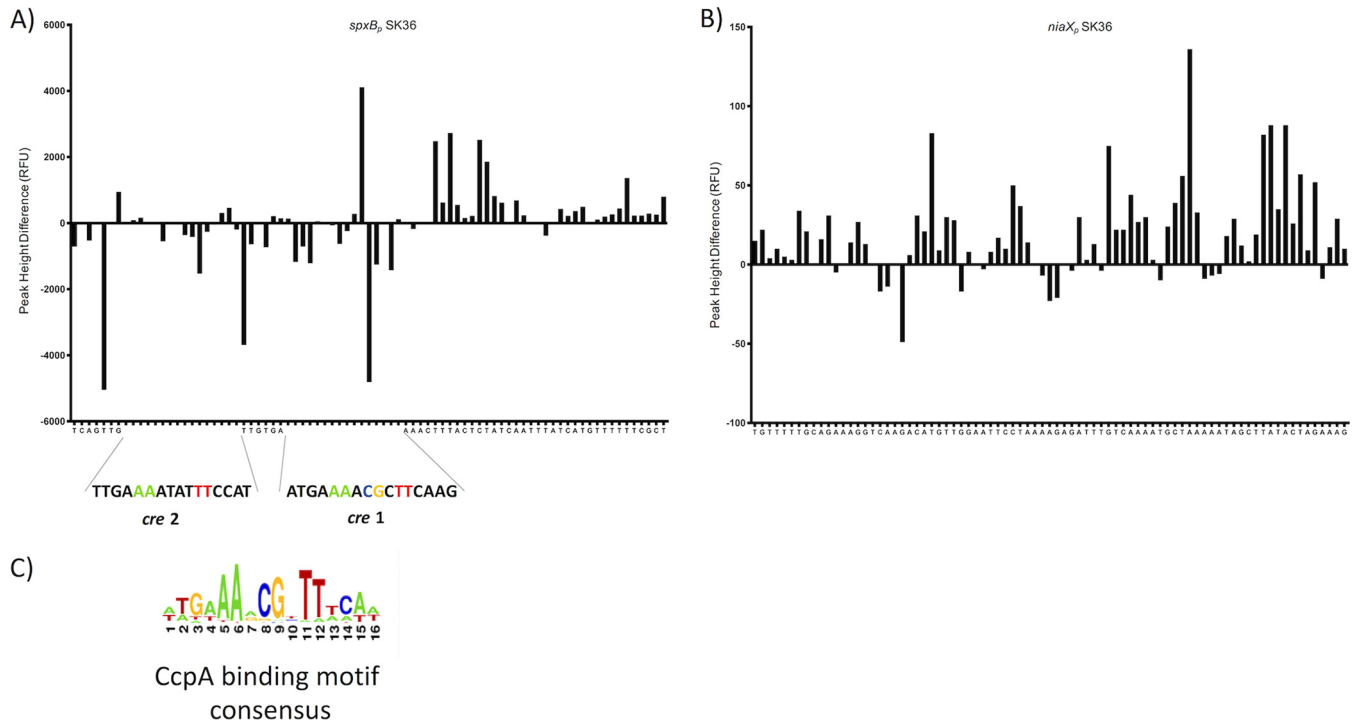 A)
spxBp SK36
6000
4000
2000
0
-2000
-4000
-6000
Peak Height Difference (RFU)
TCAGTTG
TTGTGA
AAACTTTACTCTATCAATTTATCATGTTTTTTCGCT
TTGAAAATATTTCCAT
ATGAAAACGCTTCAAG
cre 2
cre 1
B)
niaXp SK36
150
100
50
0
-50
-100
Peak Height Difference (RFU)
TGTTTTTGCAGAAAGGTCAAGACATGTTGGAATTCCTAAAAGAGATTTGTCAAAATGCTAAAAATAGCTTATACTAGAAAG
C)
1 2 3 4 5 6 7 8 9 10 11 12 13 14 15 16
CcpA binding motif
consensus